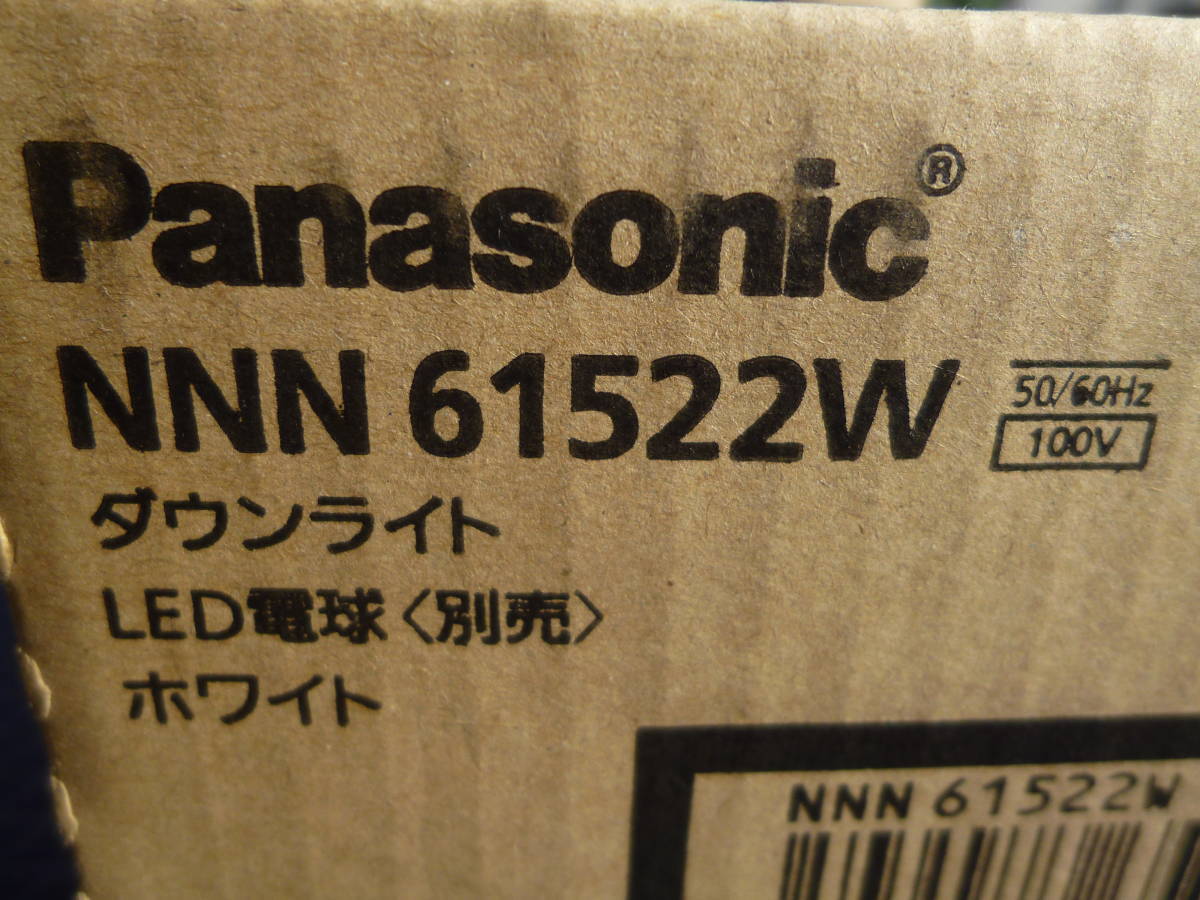 Panasonic®
NNN 61522W
50/60Hz
100V
ダウンライト
LED電球〈別売〉
ホワイト
NNN 61522W